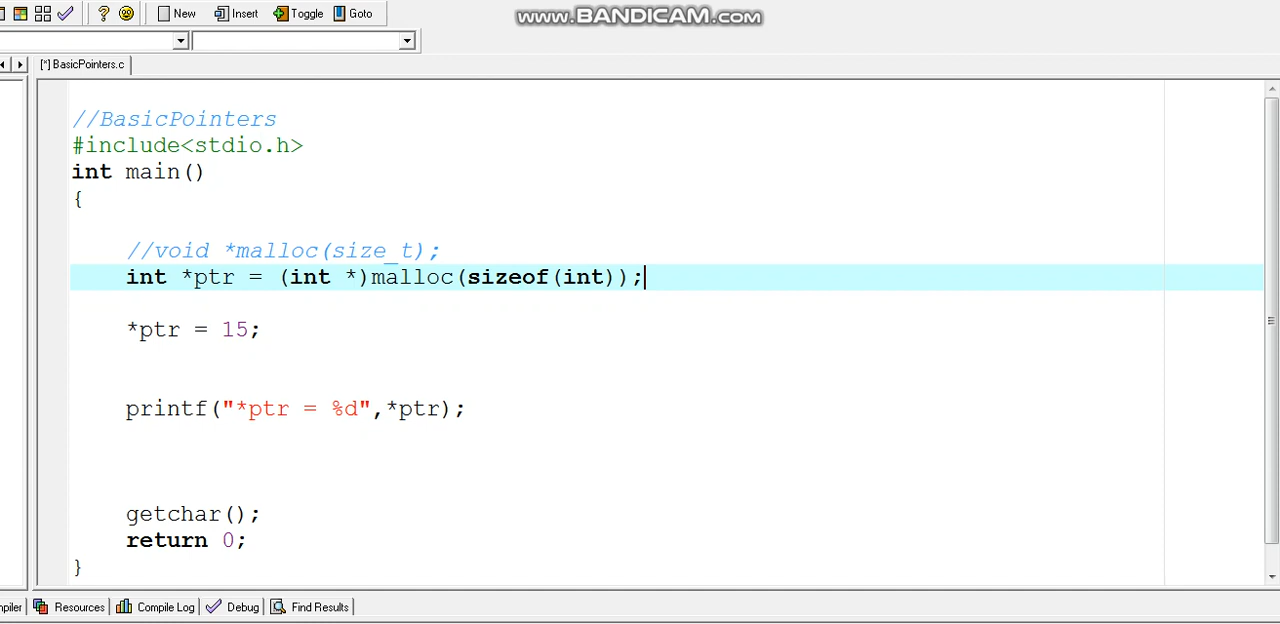 New Insert Toggle Goto
www.BANDICAM.com
[*] BasicPointers.c
//BasicPointers
#include<stdio.h>
int main()
{
//void *malloc(size_t);
int *ptr = (int *)malloc(sizeof(int));
*ptr = 15;
printf("*ptr = %d",*ptr);
getchar();
return 0;
}
mpiler Resources Compile Log Debug Find Results